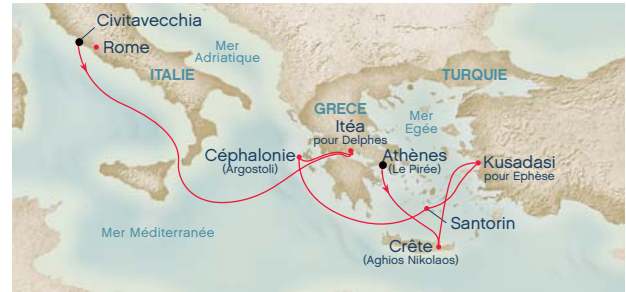 Civitavecchia
Rome
Mer
Adriatique
ITALIE
TURQUIE
GRECE
Itéa
pour Delphes
Mer
Egée
Céphalonie
(Argostoli)
Athènes
(Le Pirée)
Kusadasi
pour Ephèse
Santorin
Mer Méditerranée
Crête
(Aghios Nikolaos)